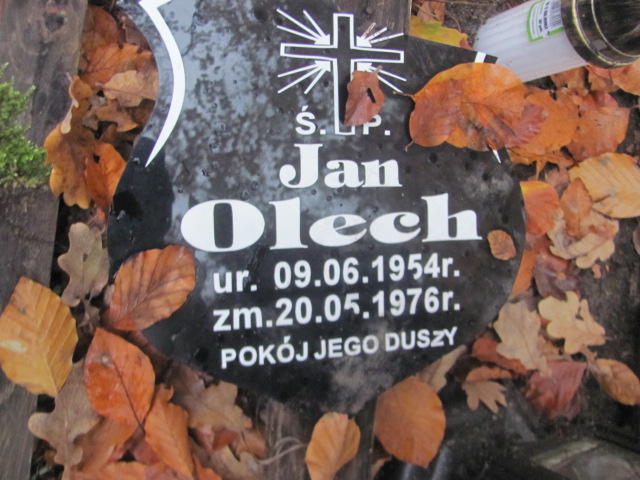 Ś. P.
Jan
Olech
ur. 09.06.1954r.
zm.20.05.1976r.
POKÓJ JEGO DUSzY